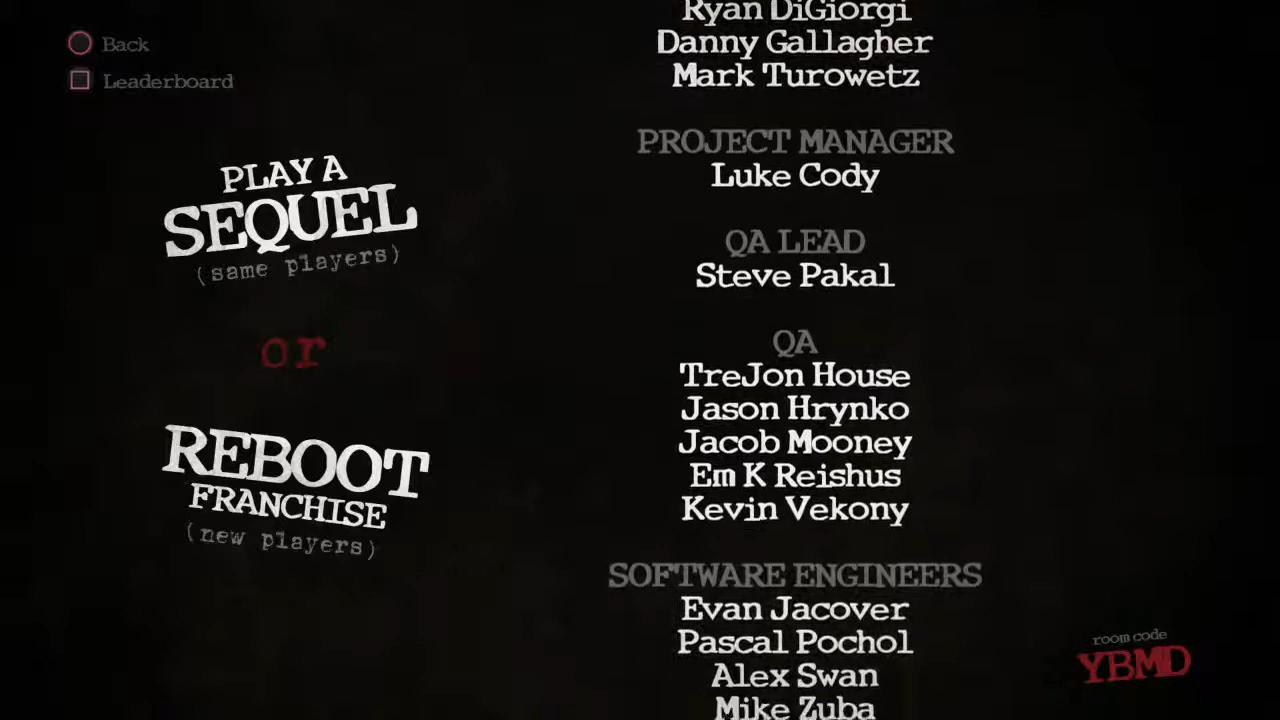 Back
Leaderboard
PLAY A
SEQUEL
(same players)
or
REBOOT
FRANCHISE
(new players)
Ryan DiGiorgi
Danny Gallagher
Mark Turowetz
PROJECT MANAGER
Luke Cody
QA LEAD
Steve Pakal
QA
TreJon House
Jason Hrynko
Jacob Mooney
Em K Reishus
Kevin Vekony
SOFTWARE ENGINEERS
Evan Jacover
Pascal Pochol
Alex Swan
Mike Zuba
room code
YBMD